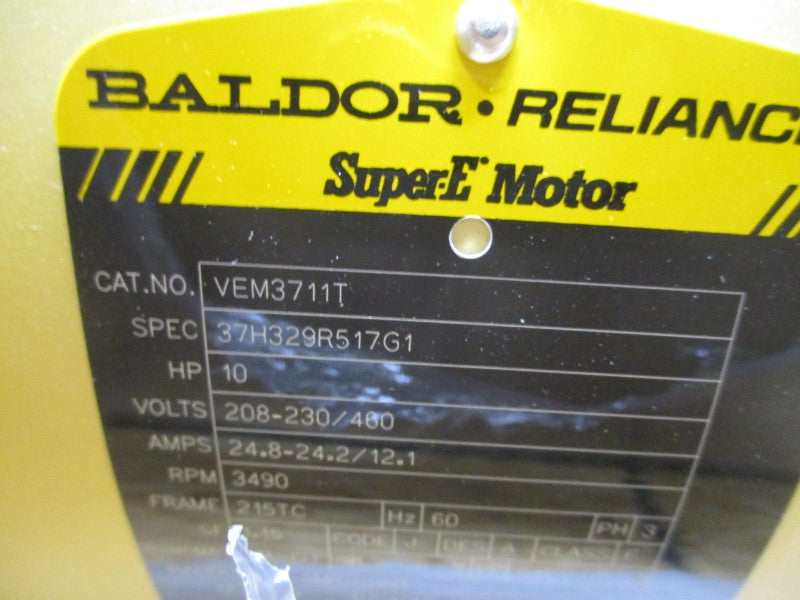 BALDOR • RELIANC
Super-E Motor
CAT.NO. VEM3711T
SPEC 37H329R517G1
HP 10
VOLTS 208-230/460
AMPS 24.8-24.2/12.1
RPM 3490
FRAME 215TC Hz 60 PH 3
CODE J DES A CLASS F